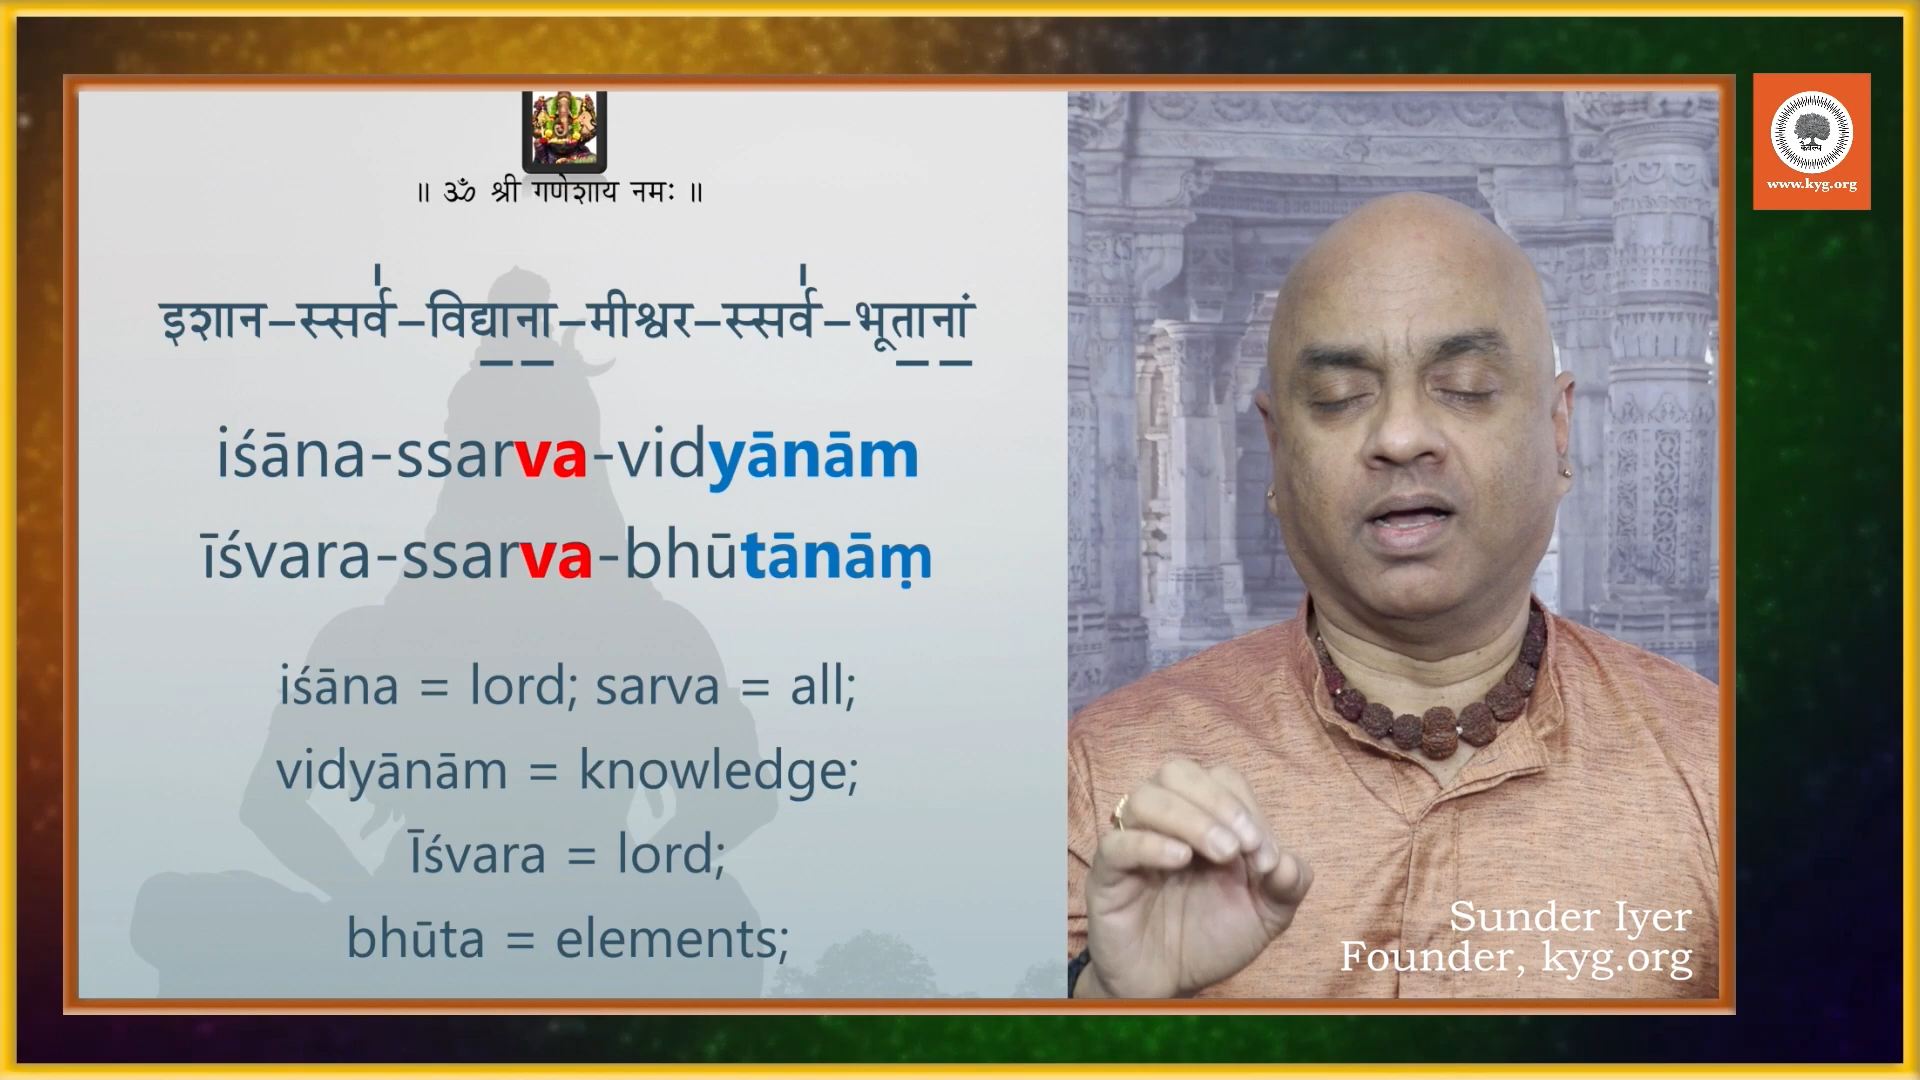 ॥ ॐ श्री गणेशाय नमः ॥
इशान–स्सर्व॑–विद्या॒ना॒–मीश्वर–स्सर्व॑–भूता॒नां॒
iśāna-ssarva-vidyānām
īśvara-ssarva-bhūtānāṃ
iśāna = lord; sarva = all;
vidyānām = knowledge;
Īśvara = lord;
bhūta = elements;
कैवल्य
www.kyg.org
Sunder Iyer
Founder, kyg.org